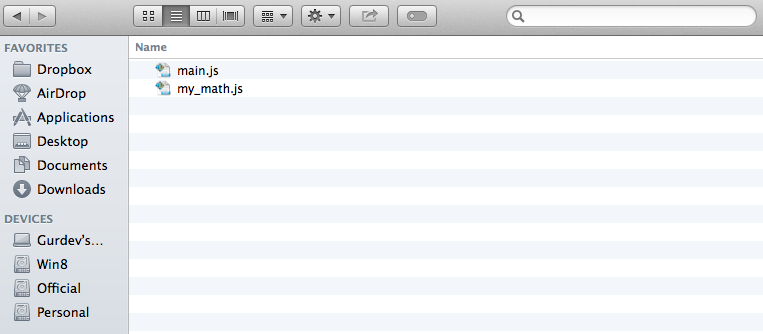 FAVORITES
Dropbox
AirDrop
Applications
Desktop
Documents
Downloads
DEVICES
Gurdev's...
Win8
Official
Personal
Name
main.js
my_math.js